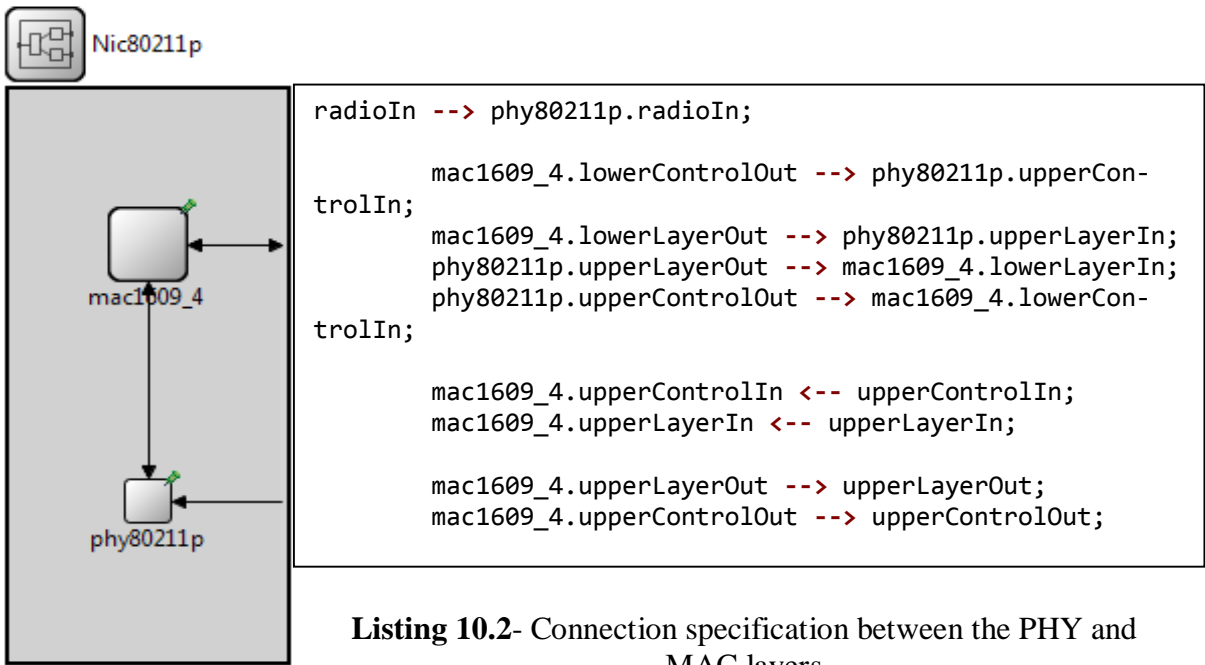 Nic80211p
mac1609_4
phy80211p
radioIn --> phy80211p.radioIn;
mac1609_4.lowerControlOut --> phy80211p.upperCon-
trolIn;
mac1609_4.lowerLayerOut --> phy80211p.upperLayerIn;
phy80211p.upperLayerOut --> mac1609_4.lowerLayerIn;
phy80211p.upperControlOut --> mac1609_4.lowerCon-
trolIn;
mac1609_4.upperControlIn <-- upperControlIn;
mac1609_4.upperLayerIn <-- upperLayerIn;
mac1609_4.upperLayerOut --> upperLayerOut;
mac1609_4.upperControlOut --> upperControlOut;
Listing 10.2- Connection specification between the PHY and
MAC layers